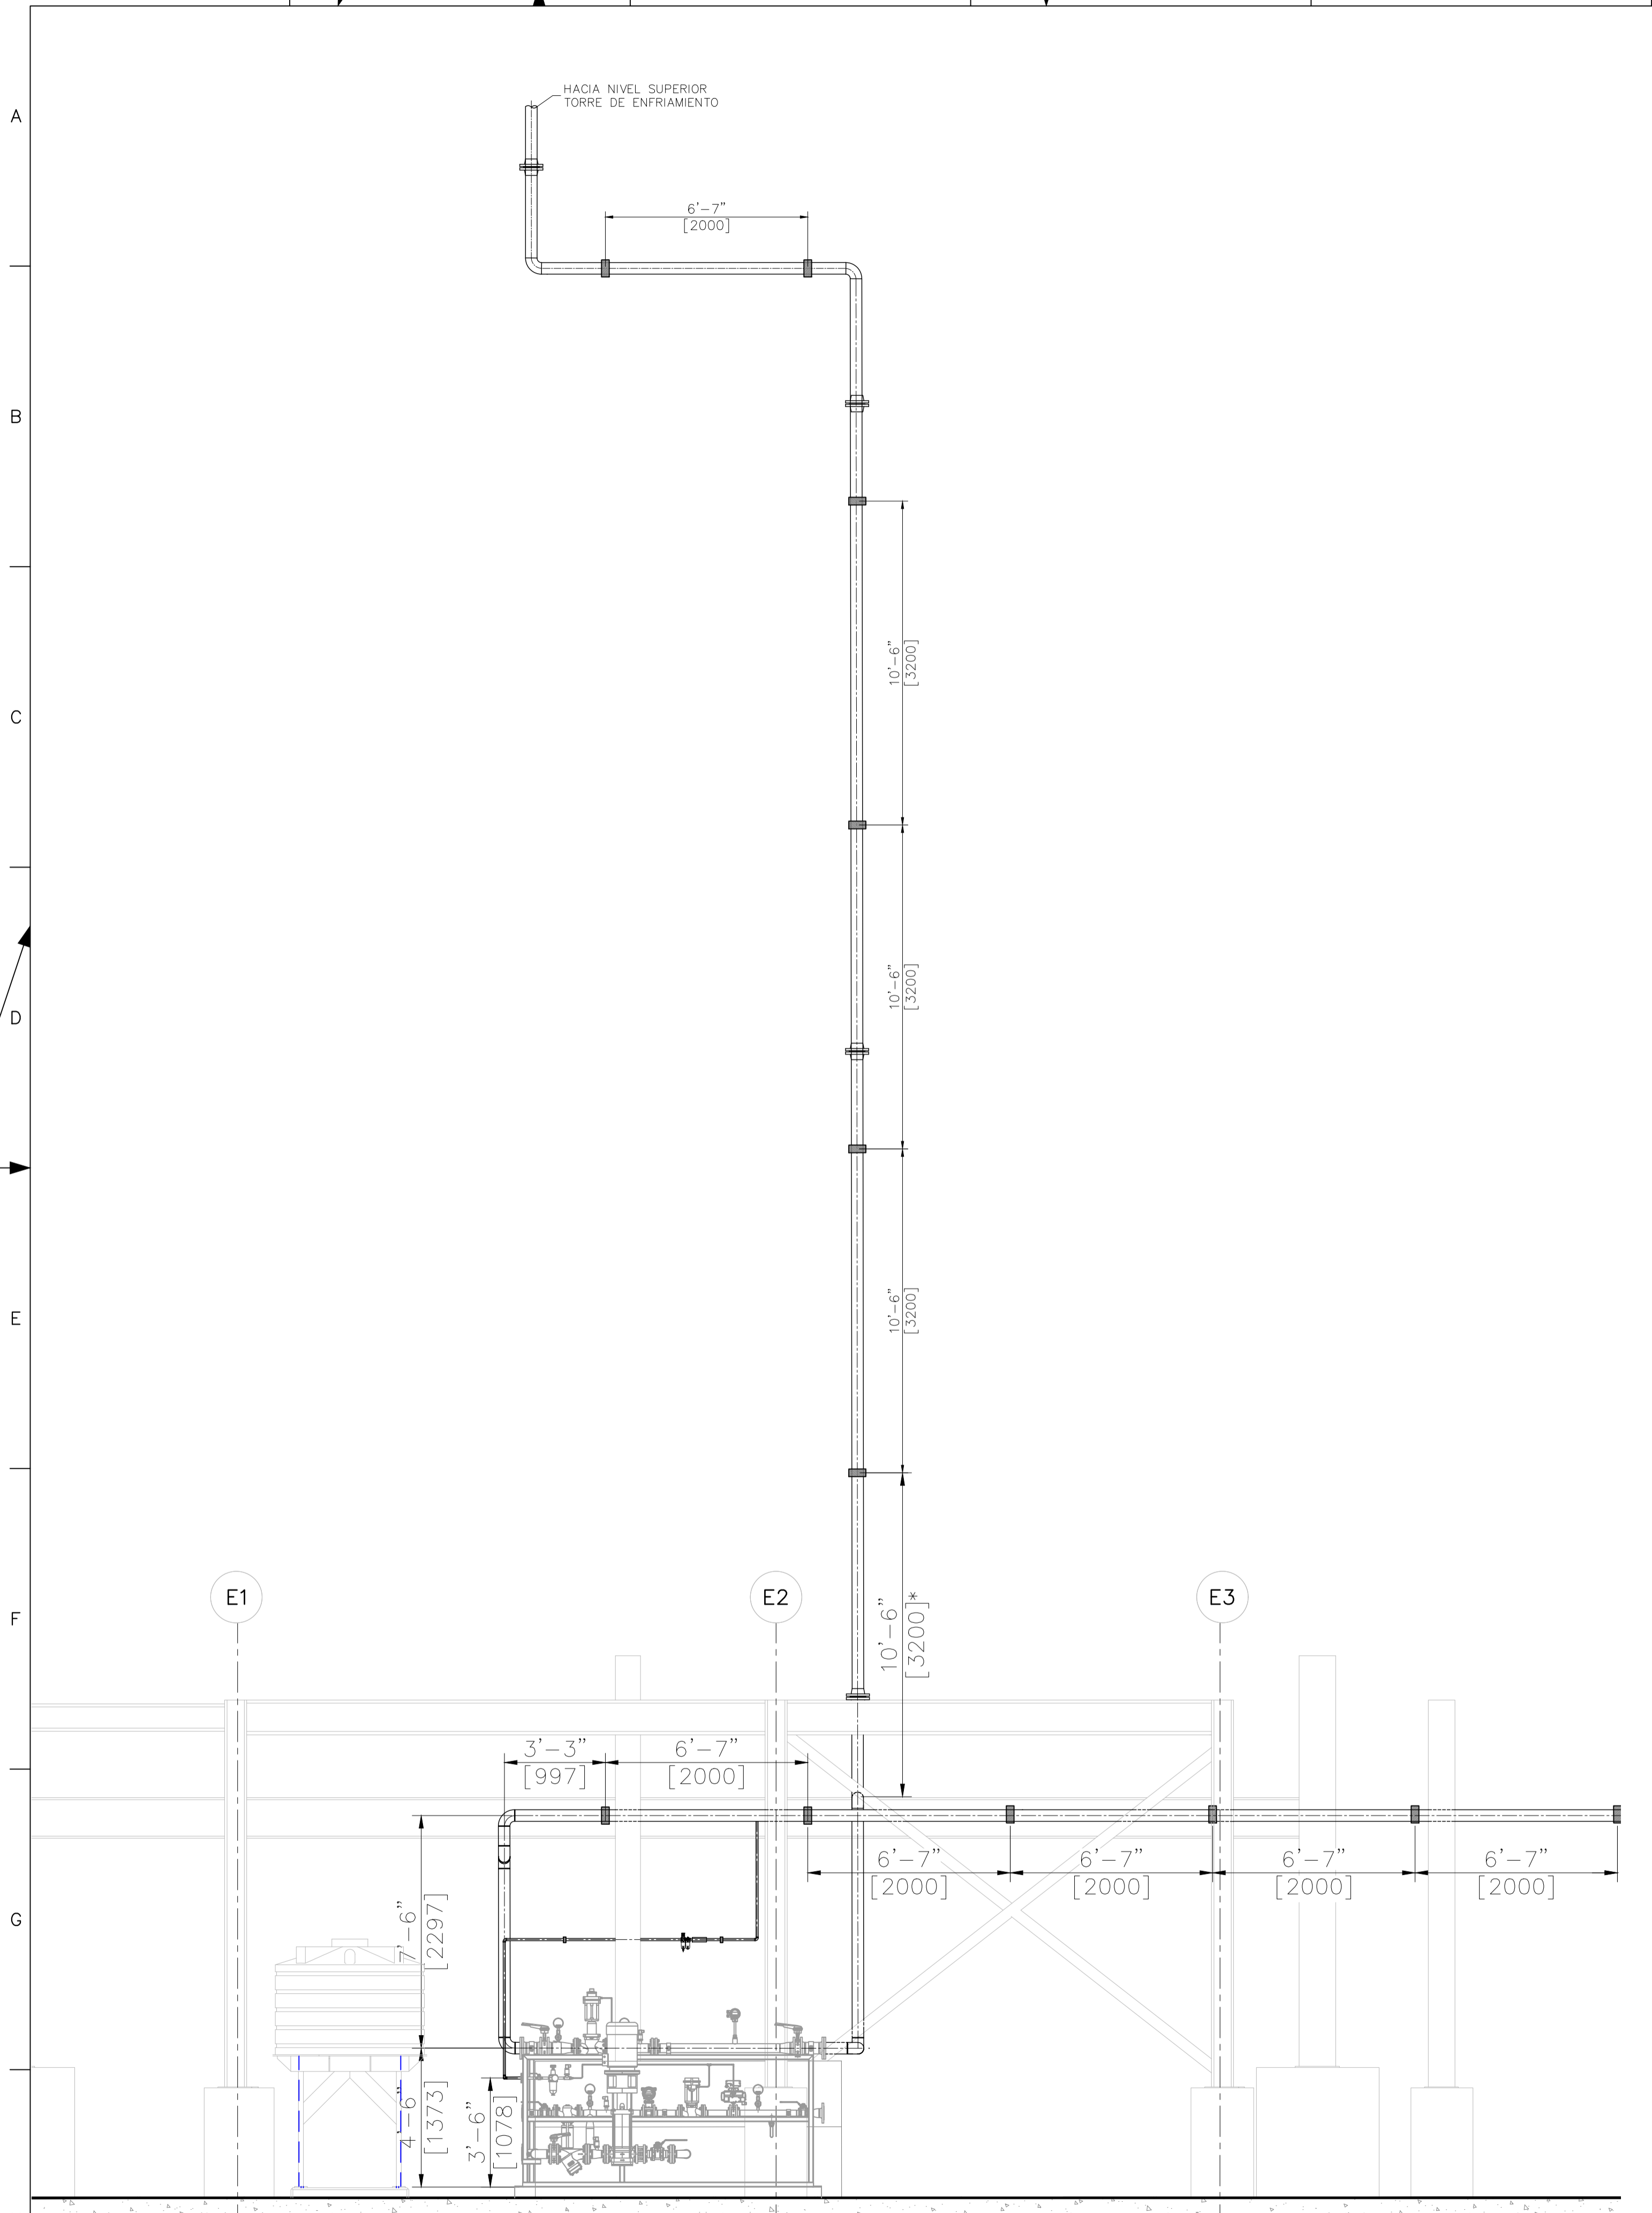 A
HACIA NIVEL SUPERIOR
TORRE DE ENFRIAMIENTO
6'-7"
[2000]
B
10'-6"
[3200]
C
10'-6"
[3200]
D
10'-6"
[3200]
E
E1
E2
E3
F
10'-6"
[3200]*
3'-3"
[997]
6'-7"
[2000]
6'-7"
[2000]
6'-7"
[2000]
6'-7"
[2000]
6'-7"
[2000]
G
7'-6"
[2297]
4'-6"
[1373]
3'-6"
[1078]